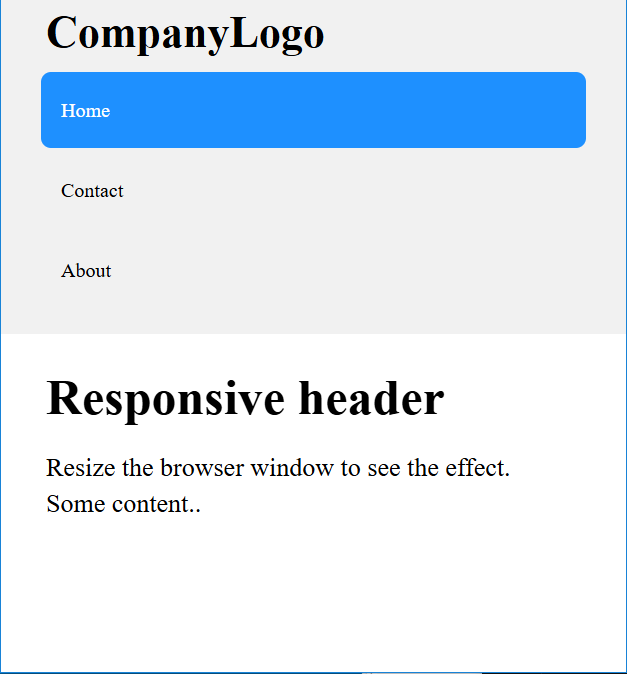 CompanyLogo
Home
Contact
About
Responsive header
Resize the browser window to see the effect.
Some content..